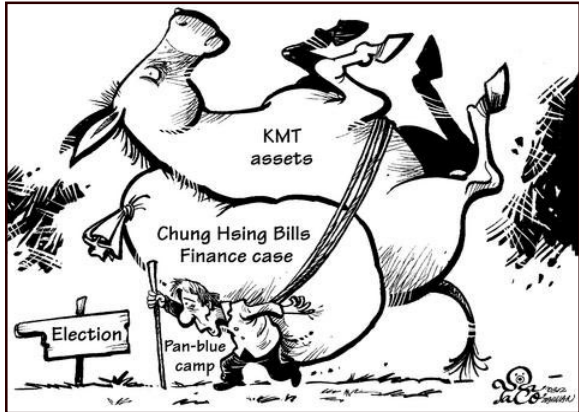 KMT
assets
Chung Hsing Bills
Finance case
Election
Pan-blue
camp